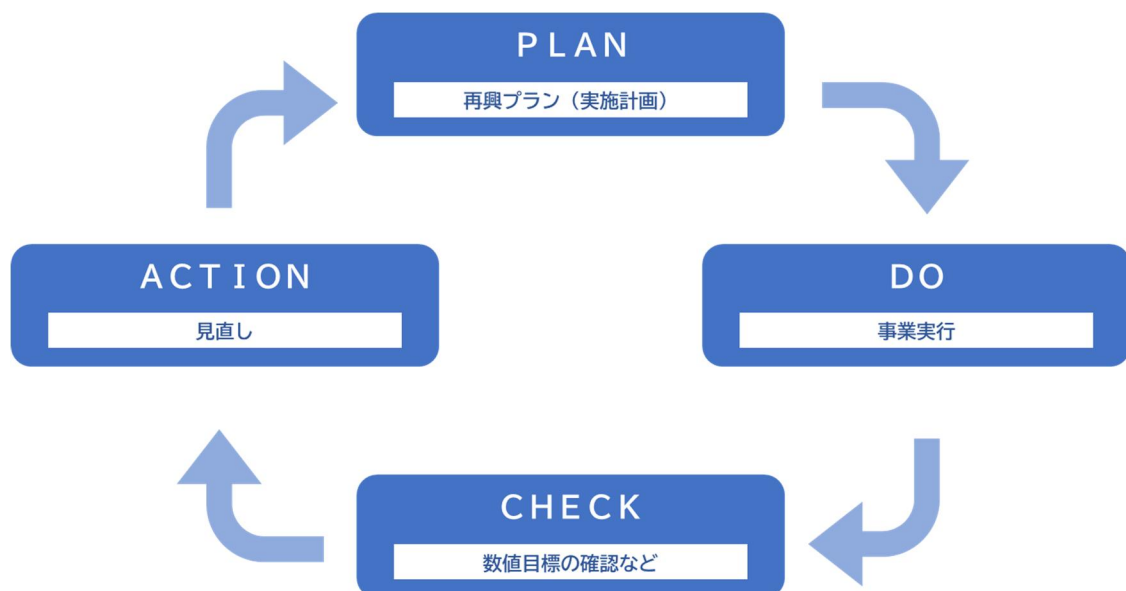 ＰＬＡＮ
再興プラン（実施計画）
ＡＣＴＩＯＮ
見直し
ＤＯ
事業実行
ＣＨＥＣＫ
数値目標の確認など